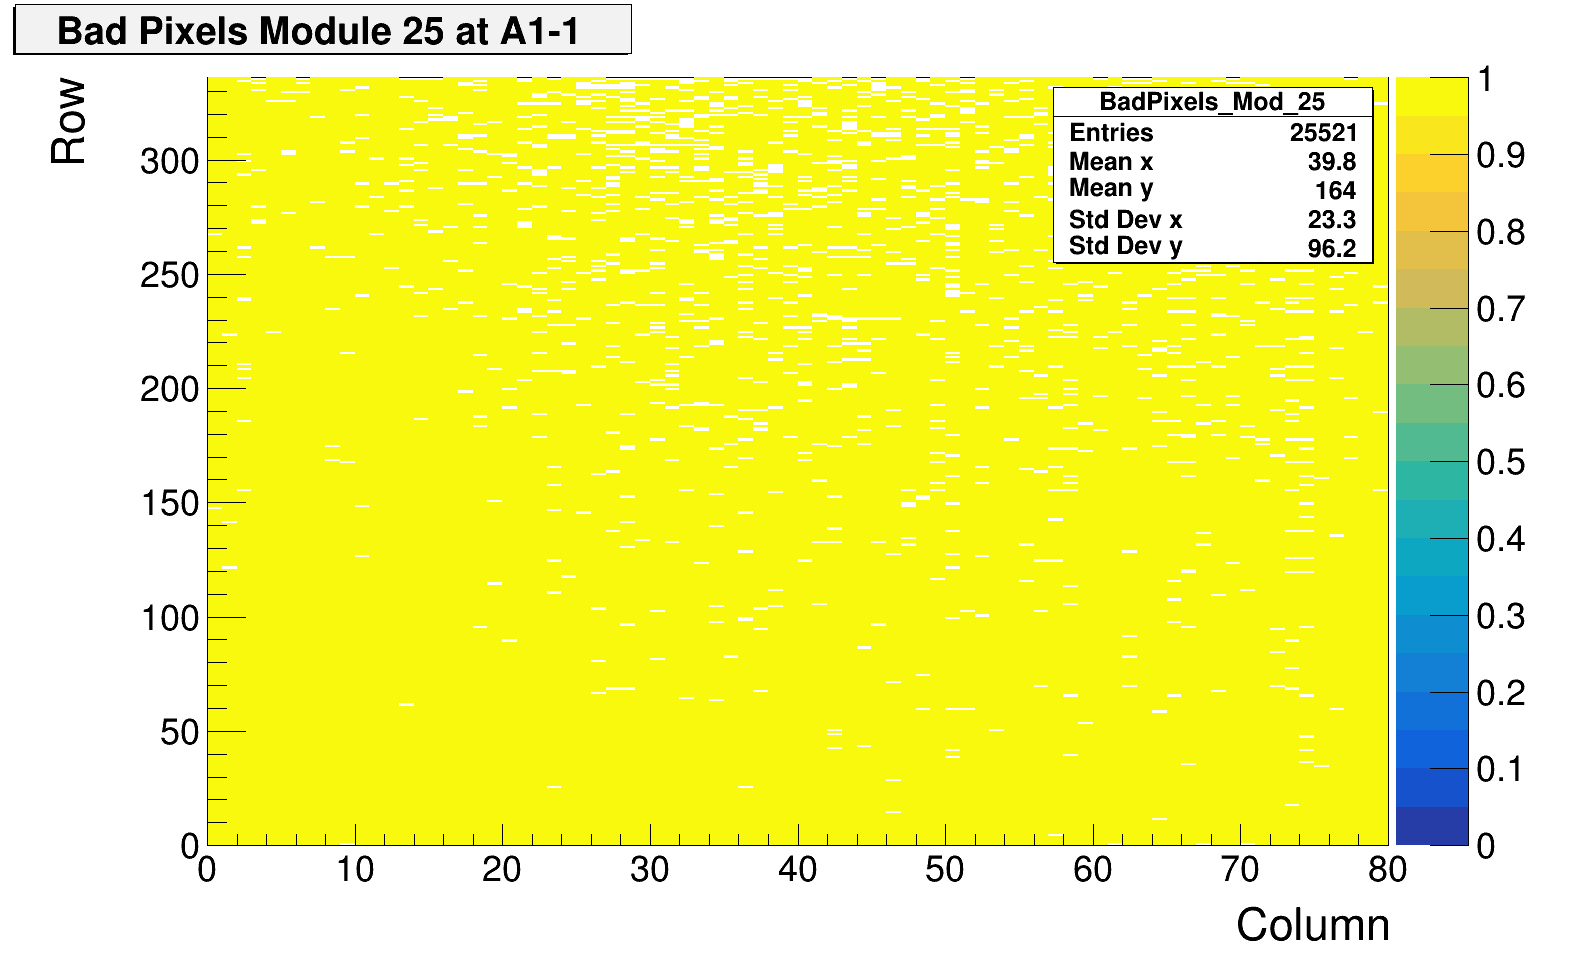 Bad Pixels Module 25 at A1-1
Row
BadPixels_Mod_25
Entries 25521
Mean x 39.8
Mean y 164
Std Dev x 23.3
Std Dev y 96.2
300
250
200
150
100
50
0
0 10 20 30 40 50 60 70 80
Column
1
0.9
0.8
0.7
0.6
0.5
0.4
0.3
0.2
0.1
0